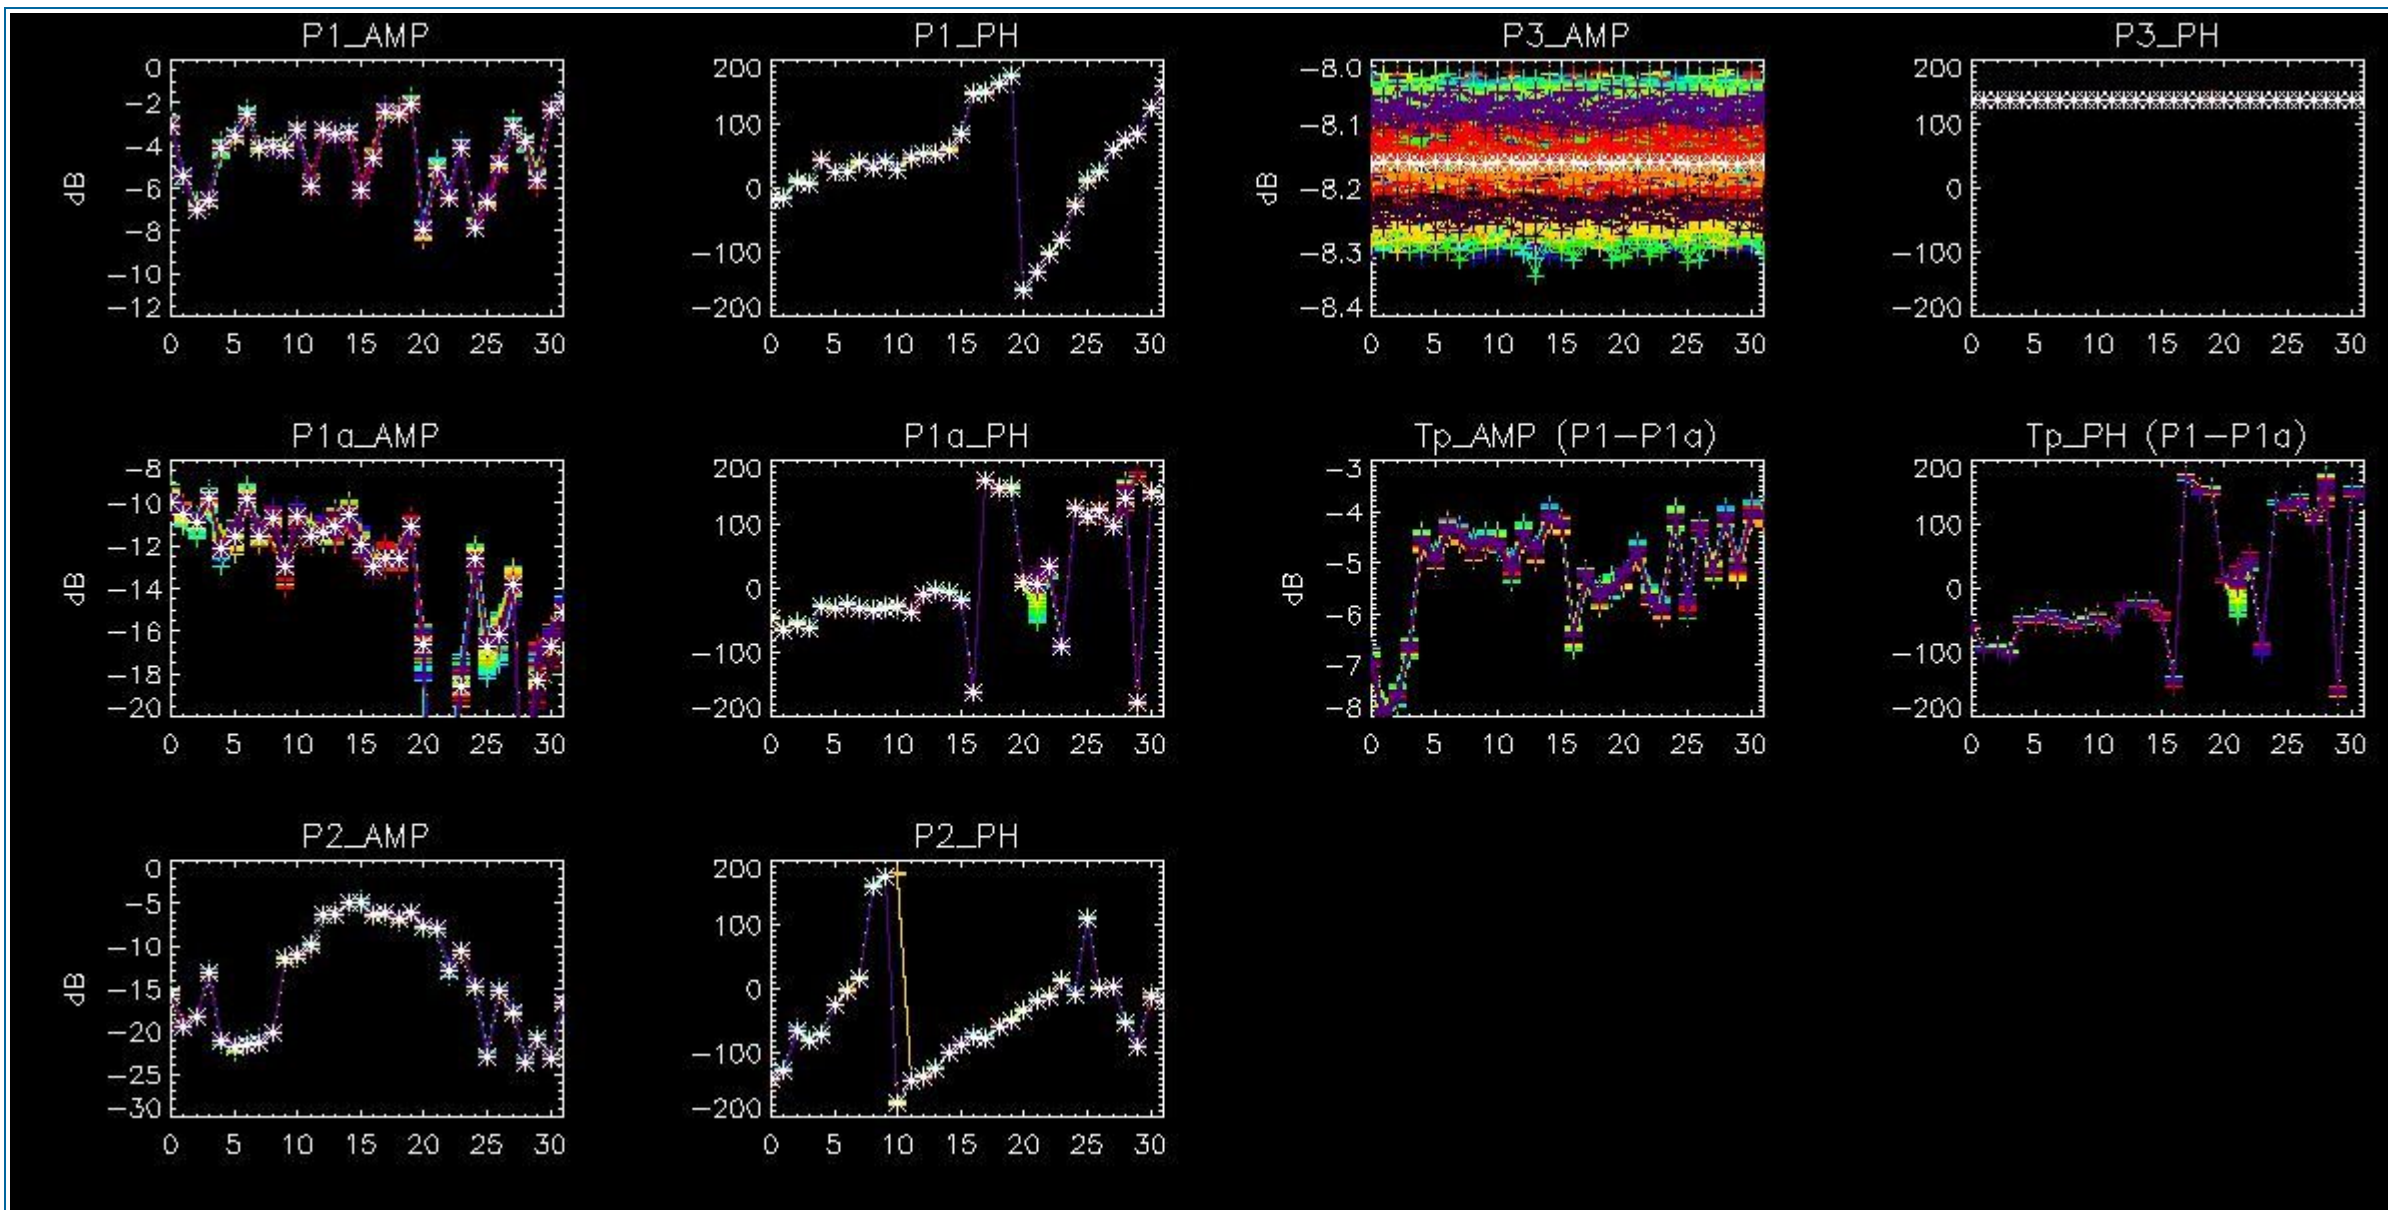 P1_AMP P1_PH P3_AMP P3_PH
0 200 -8.0 200
-2
-4 100 -8.1 100
dB -6 0 dB -8.2 0
-8 -100 -8.3 -100
-10
-12 -200 -8.4 -200
0 5 10 15 20 25 30 0 5 10 15 20 25 30 0 5 10 15 20 25 30 0 5 10 15 20 25 30
P1a_AMP P1a_PH Tp_AMP (P1-P1a) Tp_PH (P1-P1a)
-8 200 -3 200
-10 100 -4 100
-12
dB -14 0 dB -5 0
-16 -100 -6 -100
-18 -7
-20 -200 -8 -200
0 5 10 15 20 25 30 0 5 10 15 20 25 30 0 5 10 15 20 25 30 0 5 10 15 20 25 30
P2_AMP P2_PH
0 200
-5 100
-10
dB -15 0
-20 -100
-25
-30 -200
0 5 10 15 20 25 30 0 5 10 15 20 25 30